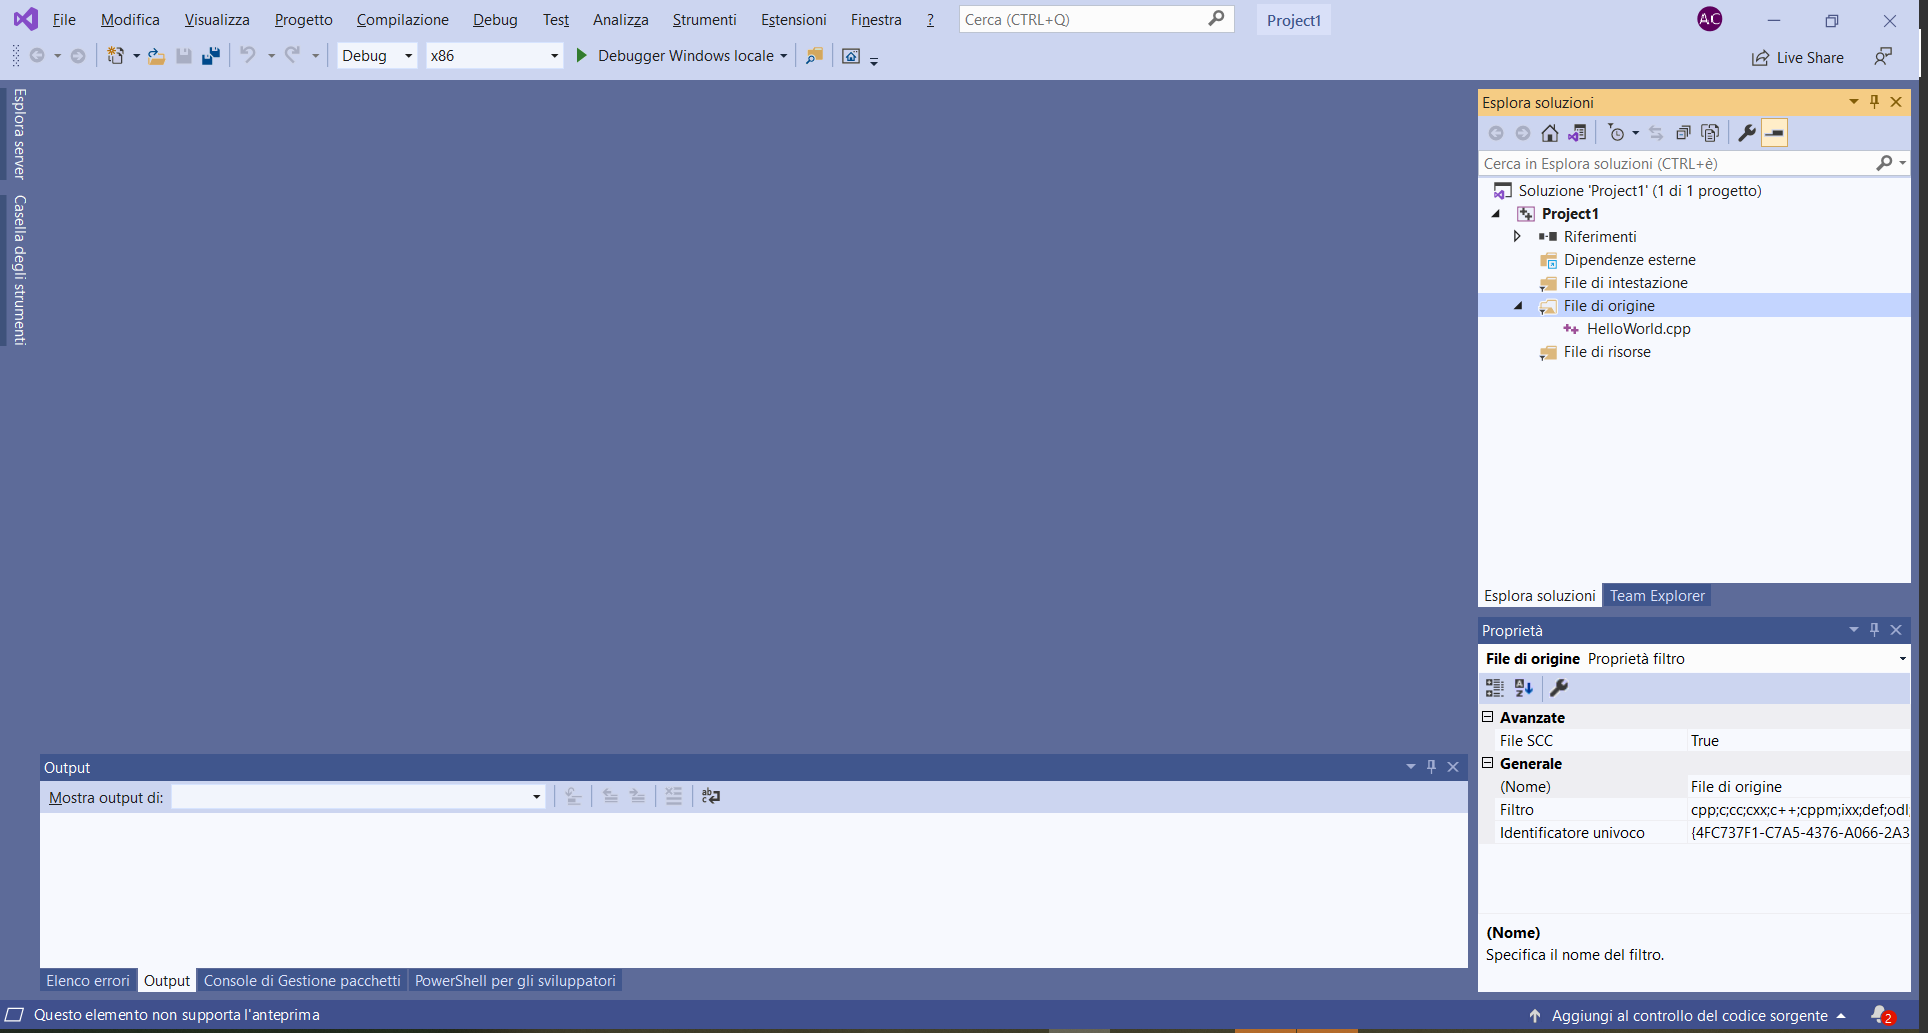 File Modifica Visualizza Progetto Compilazione Debug Test Analizza Strumenti Estensioni Finestra ? Cerca (CTRL+Q) Project1 AC
Debug x86 Debugger Windows locale Live Share
Esplora server
Casella degli strumenti
Esplora soluzioni
Cerca in Esplora soluzioni (CTRL+è)
Soluzione 'Project1' (1 di 1 progetto)
Project1
Riferimenti
Dipendenze esterne
File di intestazione
File di origine
HelloWorld.cpp
File di risorse
Esplora soluzioni Team Explorer
Proprietà
File di origine Proprietà filtro
Avanzate
File SCC True
Generale
(Nome) File di origine
Filtro cpp;c;cc;cxx;c++;cppm;ixx;def;odl;
Identificatore univoco {4FC737F1-C7A5-4376-A066-2A3
(Nome)
Specifica il nome del filtro.
Output
Mostra output di:
Elenco errori Output Console di Gestione pacchetti PowerShell per gli sviluppatori
Questo elemento non supporta l'anteprima Aggiungi al controllo del codice sorgente 2